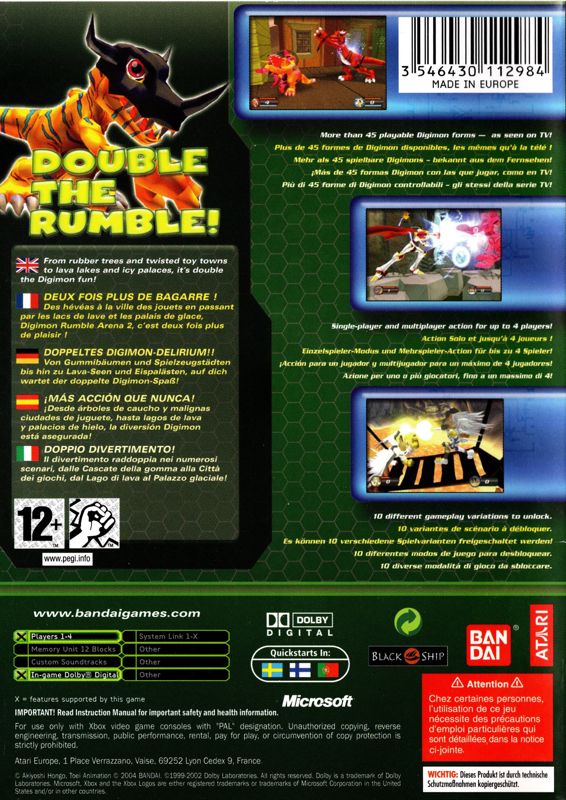 3 546430 112984
MADE IN EUROPE
DOUBLE
THE
RUMBLE!
More than 45 playable Digimon forms — as seen on TV!
Plus de 45 formes de Digimon disponibles, les mêmes qu'à la télé !
Mehr als 45 spielbare Digimons - bekannt aus dem Fernsehen!
¡Más de 45 formas Digimon con las que jugar, como en TV!
Più di 45 forme di Digimon controllabili - gli stessi della serie TV!
From rubber trees and twisted toy towns
to lava lakes and icy palaces, it's double
the Digimon fun!
DEUX FOIS PLUS DE BAGARRE !
Des hévéas à la ville des jouets en passant
par les lacs de lave et les palais de glace,
Digimon Rumble Arena 2, c'est deux fois
plus de plaisir !
DOPPELTES DIGIMON-DELIRIUM!!
Von Gummibäumen und Spielzeugstädten
bis hin zu Lava-Seen und Eispalästen, auf dich
wartet der doppelte Digimon-Spaß!
¡MÁS ACCIÓN QUE NUNCA!
¡Desde árboles de caucho y malignas
ciudades de juguete, hasta lagos de lava
y palacios de hielo, la diversión Digimon
está asegurada!
DOPPIO DIVERTIMENTO!
Il divertimento raddoppia nei numerosi
scenari, dalle Cascate della gomma alla Città
dei giochi, dal Lago di lava al Palazzo glaciale!
Single-player and multiplayer action for up to 4 players!
Action Solo et jusqu'à 4 joueurs !
Einzelspieler-Modus und Mehrspieler-Action für bis zu 4 Spieler!
¡Acción para un jugador y multijugador para un máximo de 4 jugadores!
Azione per uno o più giocatori, fino a un massimo di 4!
10 different gameplay variations to unlock.
10 variantes de scénario à débloquer.
Es können 10 verschiedene Spielvarianten freigeschaltet werden!
10 diferentes modos de juego para desbloquear.
10 diverse modalità di gioco da sbloccare.
12+
www.pegi.info
www.bandaigames.com
Players 1-4
Memory Unit 12 Blocks
Custom Soundtracks
In-game Dolby® Digital
System Link 1-X
Other
Other
Other
X = features supported by this game
DOLBY
DIGITAL
Quickstarts In:
BLACK SHIP
BAN
DAI
ATARI
Microsoft
IMPORTANT! Read Instruction Manual for important safety and health information.
For use only with Xbox video game consoles with "PAL" designation. Unauthorized copying, reverse
engineering, transmission, public performance, rental, pay for play, or circumvention of copy protection is
strictly prohibited.
Atari Europe, 1 Place Verrazzano, Vaise, 69252 Lyon Cedex 9, France.
© Akiyoshi Hongo, Toei Animation © 2004 BANDAI. ©1999-2002 Dolby Laboratories. All rights reserved. Dolby is a trademark of Dolby
Laboratories. Microsoft, Xbox and the Xbox Logos are either registered trademarks or trademarks of Microsoft Corporation in the United
States and/or in other countries.
Attention
Chez certaines personnes,
l'utilisation de ce jeu
nécessite des précautions
d'emploi particulières qui
sont détaillées dans la notice
ci-jointe.
WICHTIG: Dieses Produkt ist durch technische
Schutzmaßnahmen kopiergeschützt.